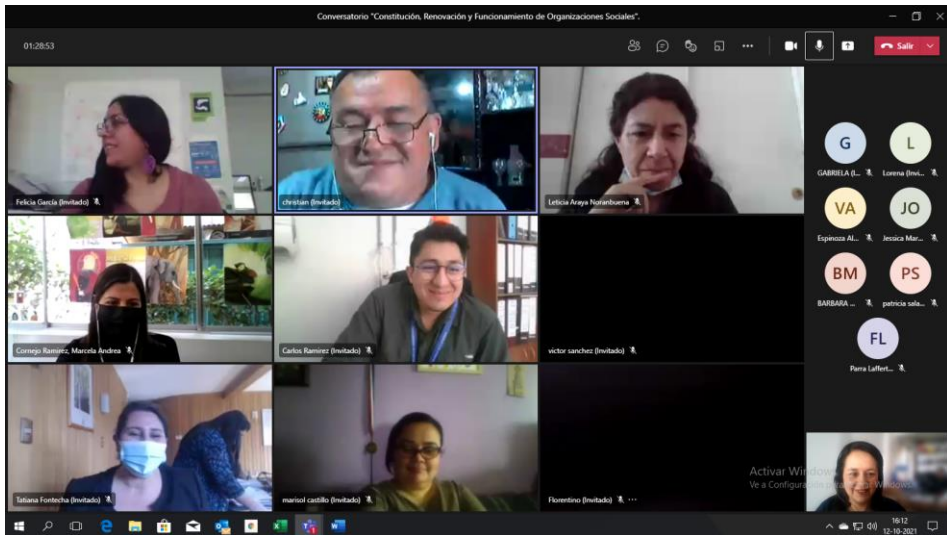 Conversatorio "Constitución, Renovación y Funcionamiento de Organizaciones Sociales".
01:28:53
Salir
Felicia García (Invitado)
christian (Invitado)
Leticia Araya Noranbuena
G
L
GABRIELA (I...
Lorena (Invi...
VA
JO
Espinoza Al...
Jessica Mar...
BM
PS
BARBARA ...
patricia sala...
FL
Parra Laffert...
Cornejo Ramirez, Marcela Andrea
Carlos Ramirez (Invitado)
victor sanchez (Invitado)
Tatiana Fontecha (Invitado)
marisol castillo (Invitado)
Florentino (Invitado)
Activar Windows
Ve a Configura
Windows
16:12
12-10-2021